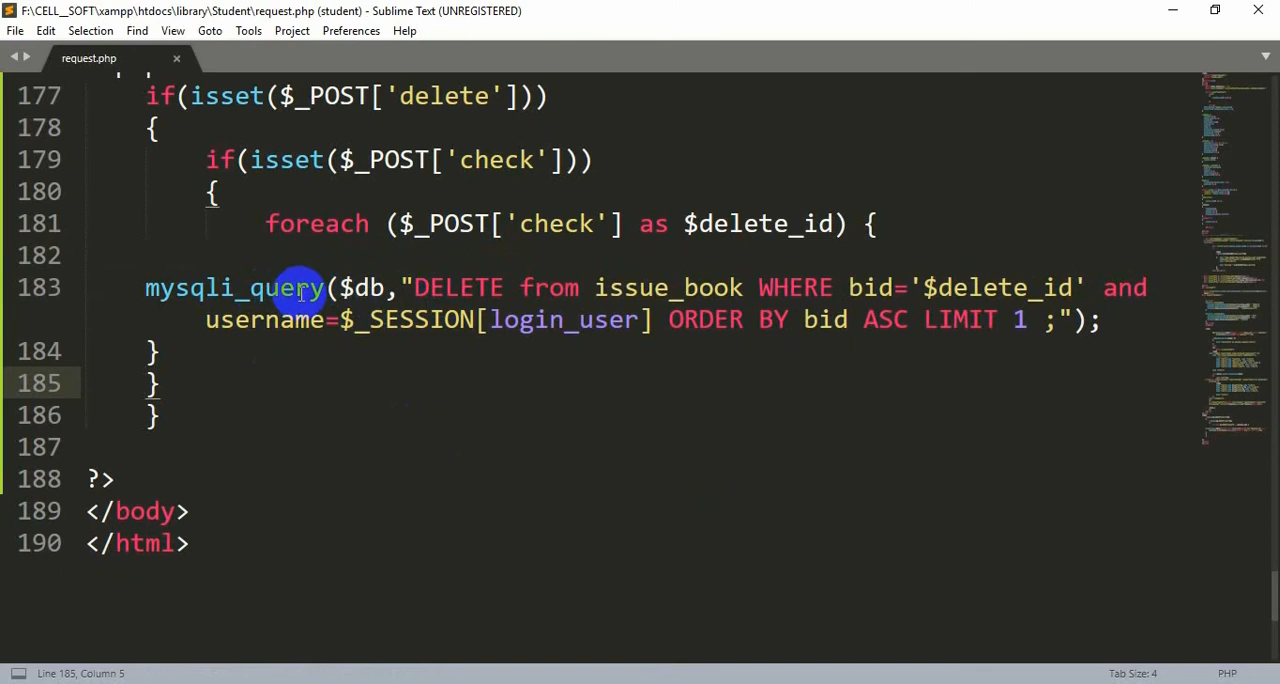 F:\CELL__SOFT\xampp\htdocs\library\Student\request.php (student) - Sublime Text (UNREGISTERED)
File Edit Selection Find View Goto Tools Project Preferences Help
request.php
177 if(isset($_POST['delete']))
178 {
179 if(isset($_POST['check']))
180 {
181 foreach ($_POST['check'] as $delete_id) {
182
183 mysqli_query($db,"DELETE from issue_book WHERE bid='$delete_id' and
username=$_SESSION[login_user] ORDER BY bid ASC LIMIT 1 ;");
184 }
185 }
186 }
187
188 ?>
189 </body>
190 </html>
Line 185, Column 5 Tab Size: 4 PHP